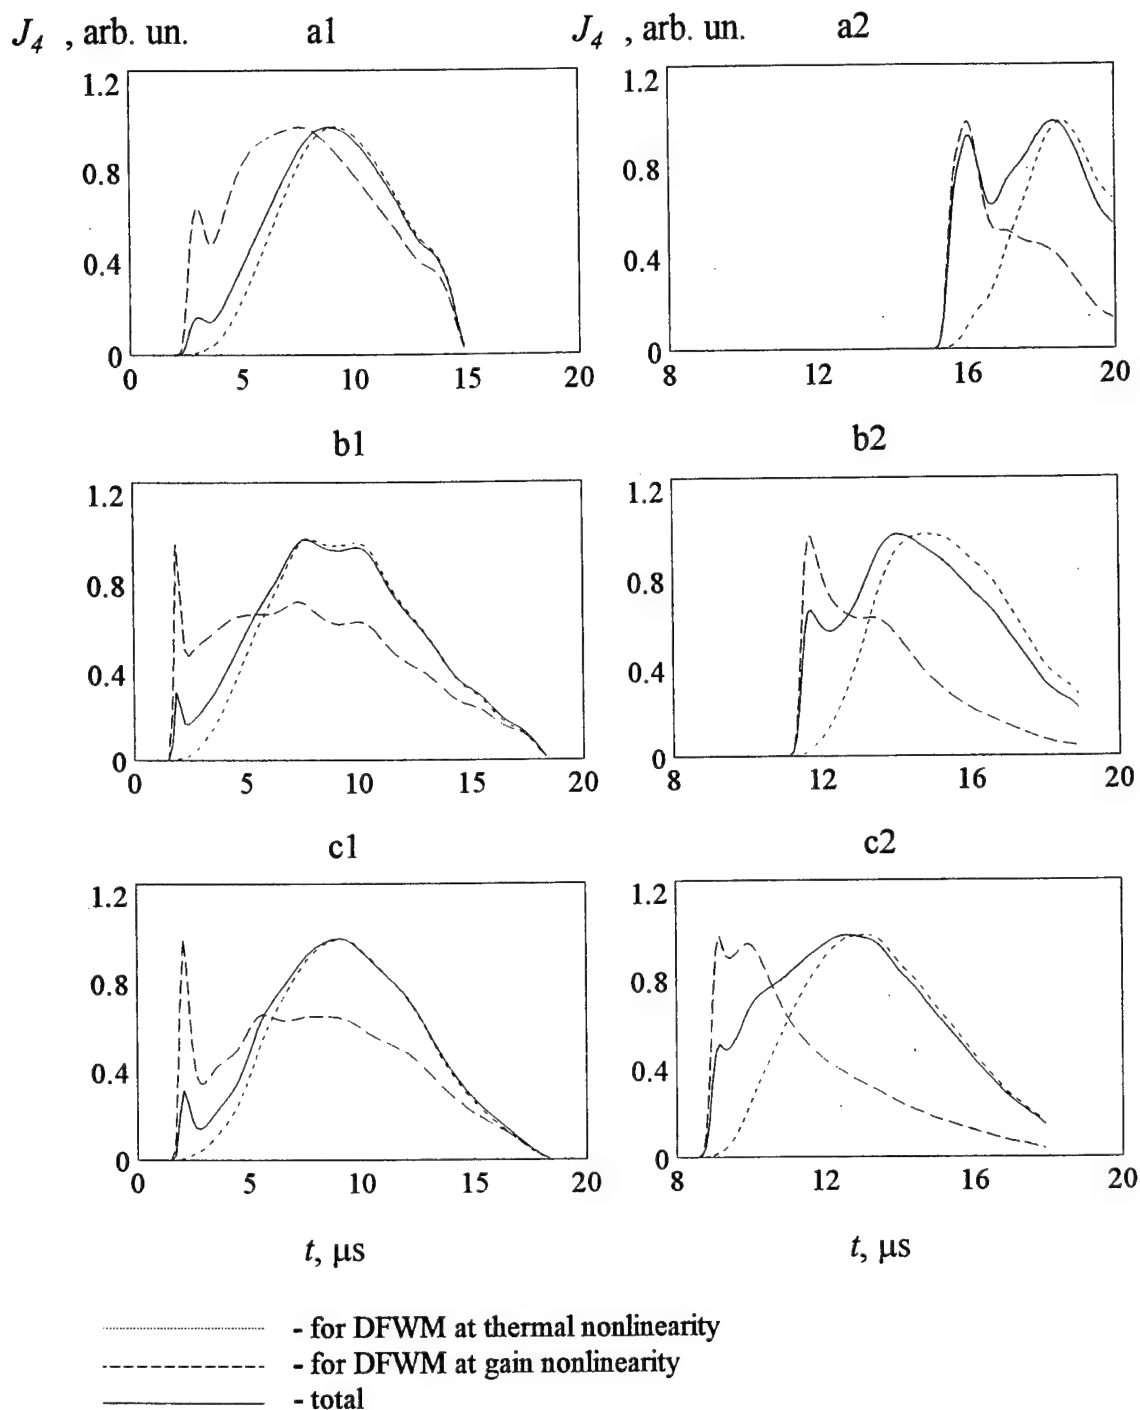 J4 , arb. un. a1 J4 , arb. un. a2
1.2 1.2
0.8 0.8
0.4 0.4
0 0
0 5 10 15 20 8 12 16 20
b1 b2
1.2 1.2
0.8 0.8
0.4 0.4
0 0
0 5 10 15 20 8 12 16 20
c1 c2
1.2 1.2
0.8 0.8
0.4 0.4
0 0
0 5 10 15 20 8 12 16 20
t, μs t, μs
- for DFWM at thermal nonlinearity
- for DFWM at gain nonlinearity
- total